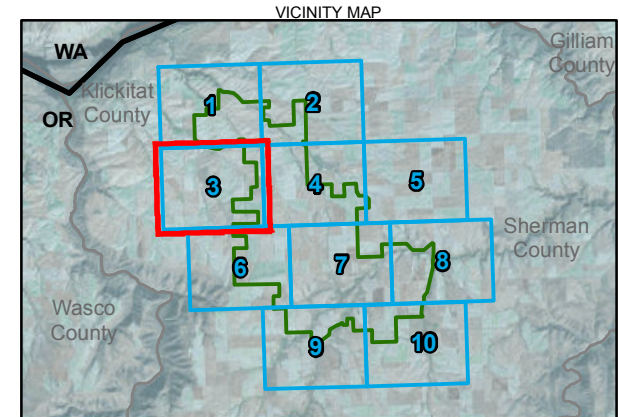 VICINITY MAP
WA
Gilliam
County
Klickitat
County
OR
1
2
3
4
5
Sherman
County
6
7
8
Wasco
County
9
10